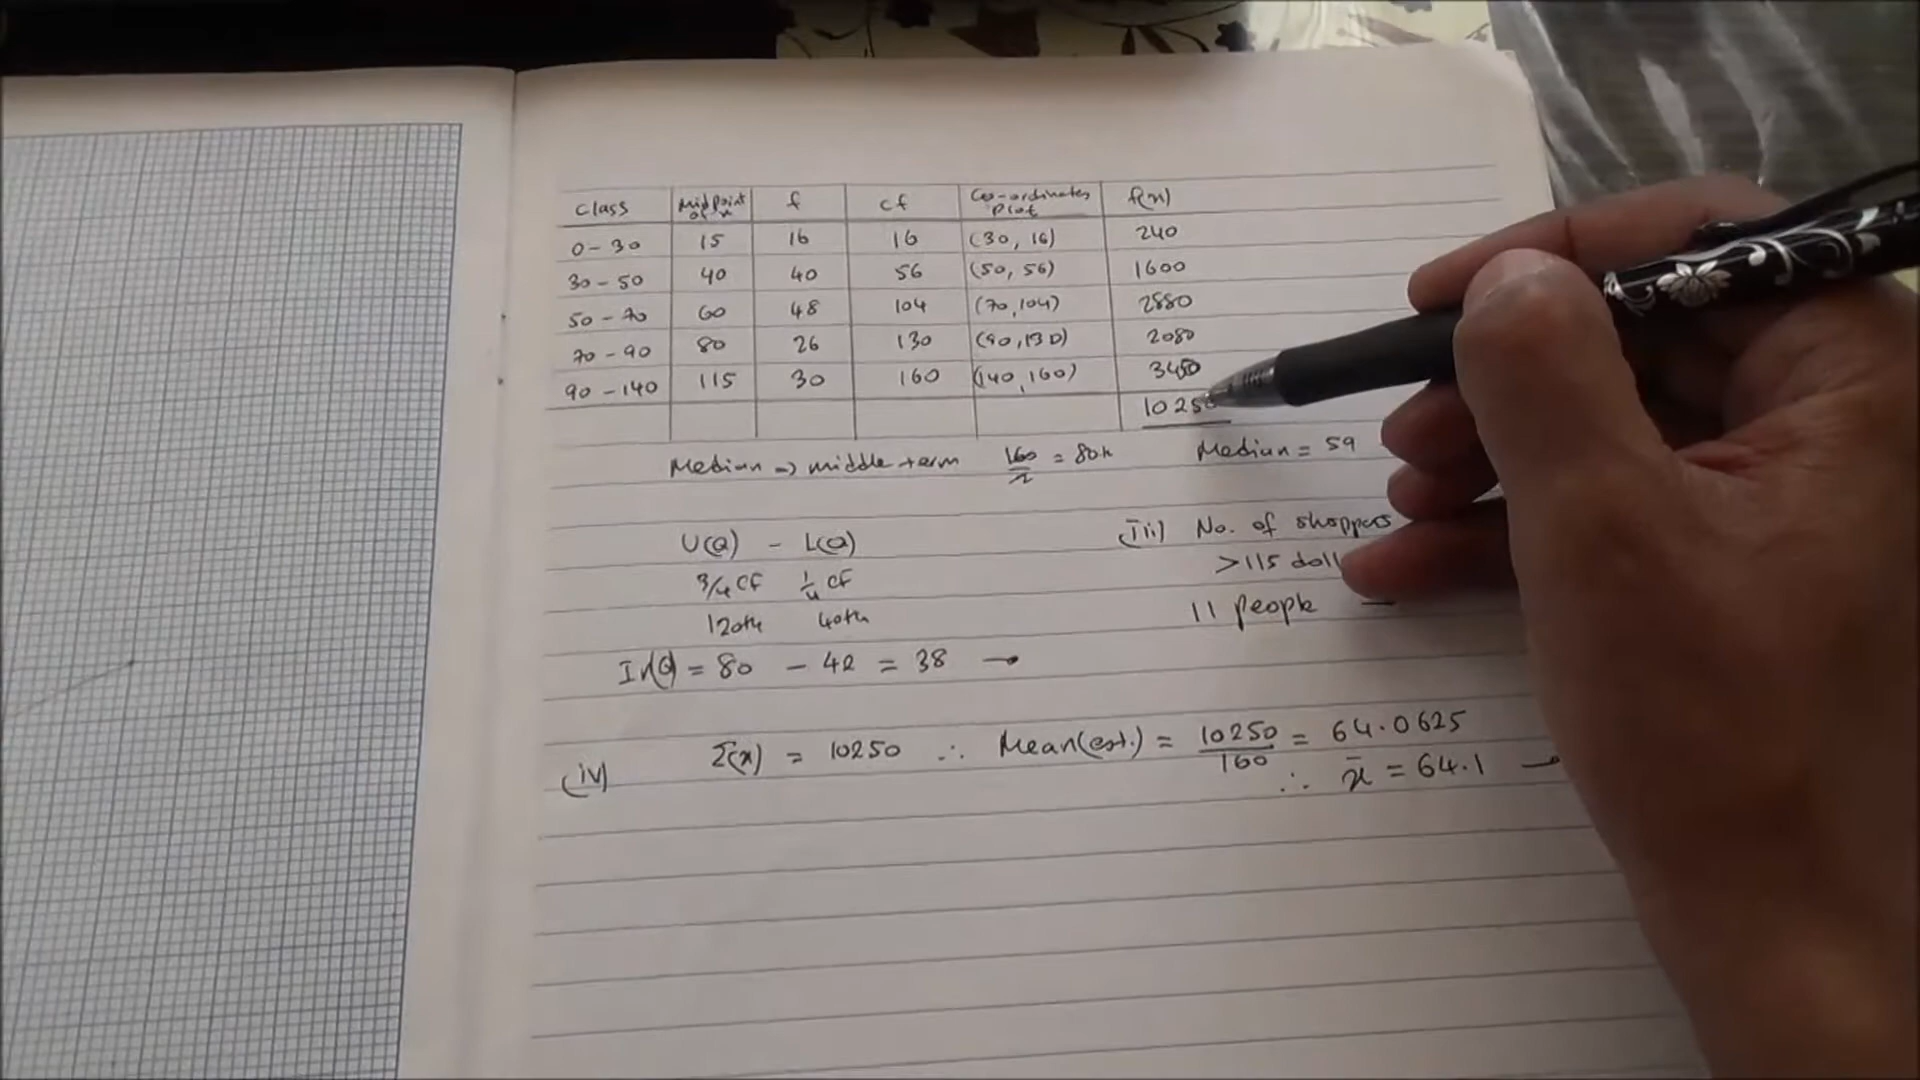 class midpoint of x f cf Co-ordinates Plot f(x)
0-30 15 16 16 (30, 16) 240
30-50 40 40 56 (50, 56) 1600
50-70 60 48 104 (70,104) 2880
70-90 80 26 130 (90,130) 2080
90-140 115 30 160 (140,160) 3450
10250
Median => middle term 160/2 = 80th Median = 59
U(Q) - L(Q) (iii) No. of shoppers
3/4 cf 1/4 cf >115 doll
120th 40th 11 people
Ir(Q) = 80 - 42 = 38
(iv) Σ(x) = 10250 ∴ Mean(est.) = 10250/160 = 64.0625
∴ x̄ = 64.1